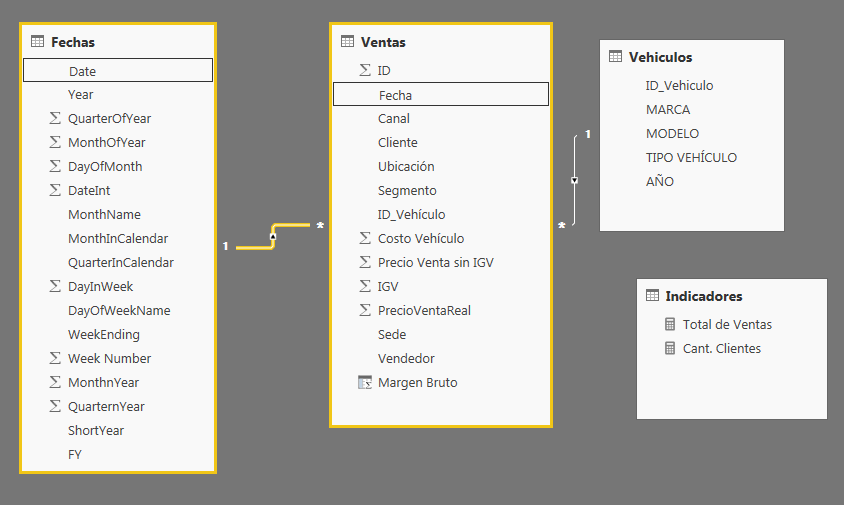 Fechas
Date
Year
QuarterOfYear
MonthOfYear
DayOfMonth
DateInt
MonthName
MonthInCalendar
QuarterInCalendar
DayInWeek
DayOfWeekName
WeekEnding
Week Number
MonthnYear
QuarternYear
ShortYear
FY
1
*
Ventas
ID
Fecha
Canal
Cliente
Ubicación
Segmento
ID_Vehículo
Costo Vehículo
Precio Venta sin IGV
IGV
PrecioVentaReal
Sede
Vendedor
Margen Bruto
*
1
Vehiculos
ID_Vehiculo
MARCA
MODELO
TIPO VEHÍCULO
AÑO
Indicadores
Total de Ventas
Cant. Clientes